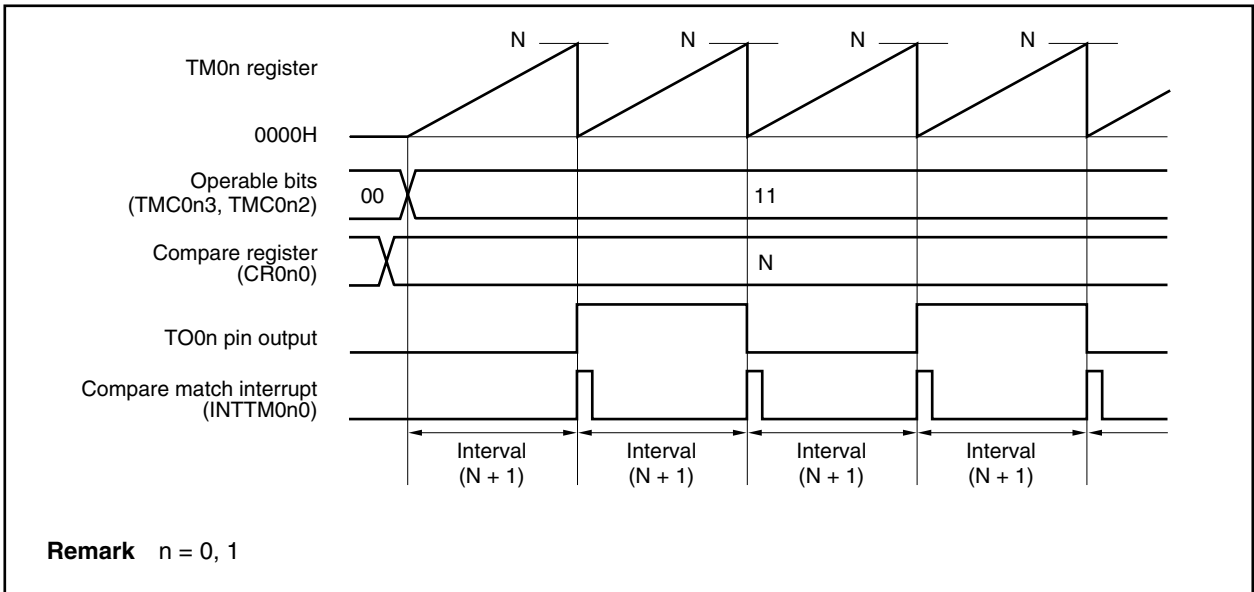 N N N N
TM0n register
0000H
Operable bits
(TMC0n3, TMC0n2)
00 11
Compare register
(CR0n0)
N
TO0n pin output
Compare match interrupt
(INTTM0n0)
Interval Interval Interval Interval
(N + 1) (N + 1) (N + 1) (N + 1)
Remark n = 0, 1